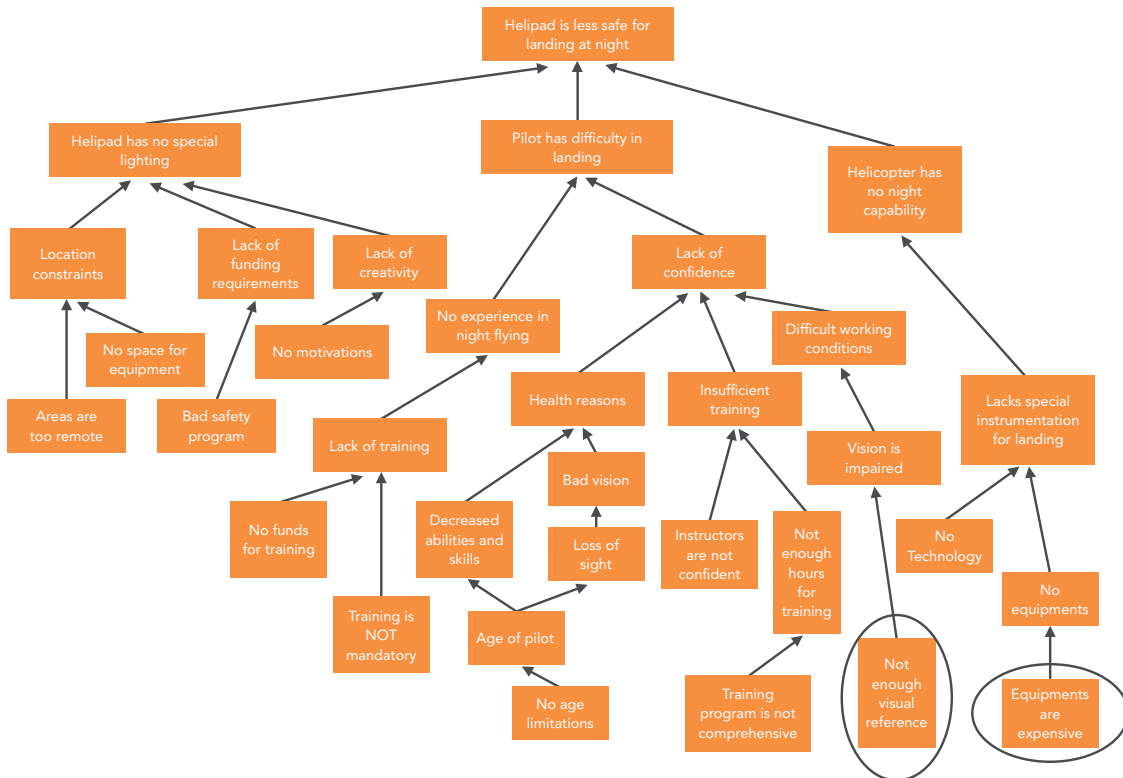 Helipad is less safe for
landing at night
Helipad has no special
lighting
Pilot has difficulty in
landing
Helicopter has
no night
capability
Location
constraints
Lack of
funding
requirements
Lack of
creativity
Lack of
confidence
No experience in
night flying
Difficult working
conditions
No space for
equipment
No motivations
Areas are
too remote
Bad safety
program
Health reasons
Insufficient
training
Lacks special
instrumentation
for landing
Lack of training
Vision is
impaired
Bad vision
No funds
for training
Decreased
abilities and
skills
Loss of
sight
Instructors
are not
confident
Not
enough
hours
for
training
No
Technology
No
equipments
Training is
NOT
mandatory
Age of pilot
No age
limitations
Training
program is not
comprehensive
Not
enough
visual
reference
Equipments
are
expensive